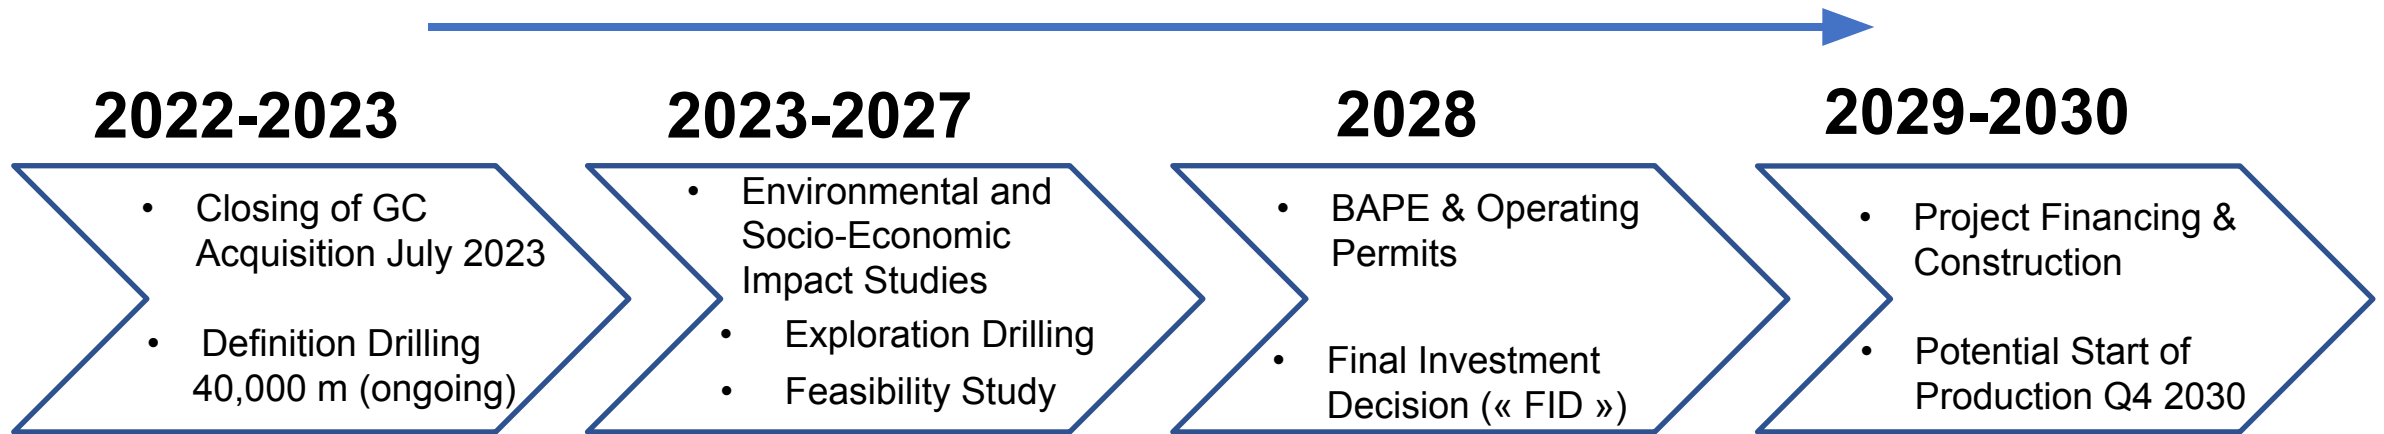 2022-2023
• Closing of GC
Acquisition July 2023
• Definition Drilling
40,000 m (ongoing)
2023-2027
• Environmental and
Socio-Economic
Impact Studies
• Exploration Drilling
• Feasibility Study
2028
• BAPE & Operating
Permits
• Final Investment
Decision (« FID »)
2029-2030
• Project Financing &
Construction
• Potential Start of
Production Q4 2030